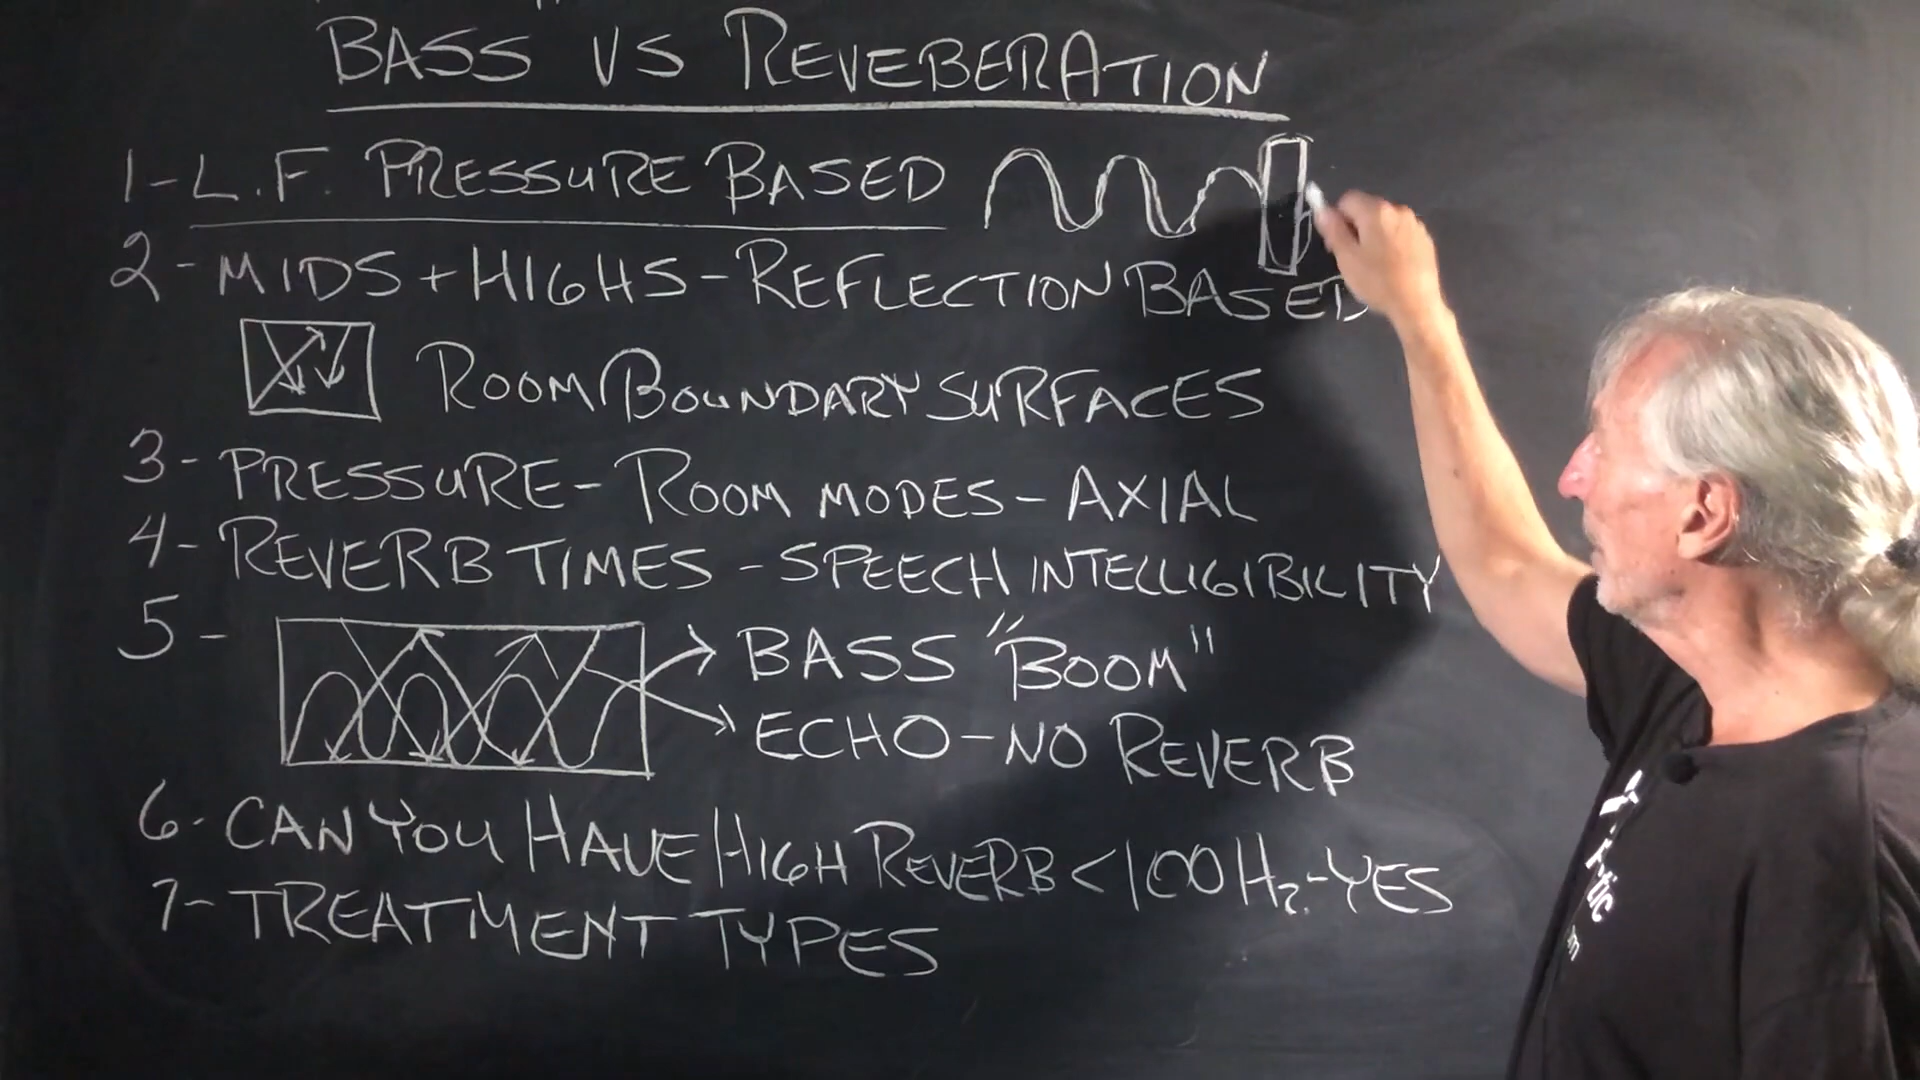 BASS VS REVEBERATION
1- L.F. PRESSURE BASED
2- MIDS + HIGHS - REFLECTION BASED
ROOM BOUNDARY SURFACES
3- PRESSURE - ROOM MODES - AXIAL
4- REVERB TIMES - SPEECH INTELLIGIBILITY
5-
BASS "BOOM"
ECHO - NO REVERB
6- CAN YOU HAVE HIGH REVERB < 100 Hz - YES
7- TREATMENT TYPES